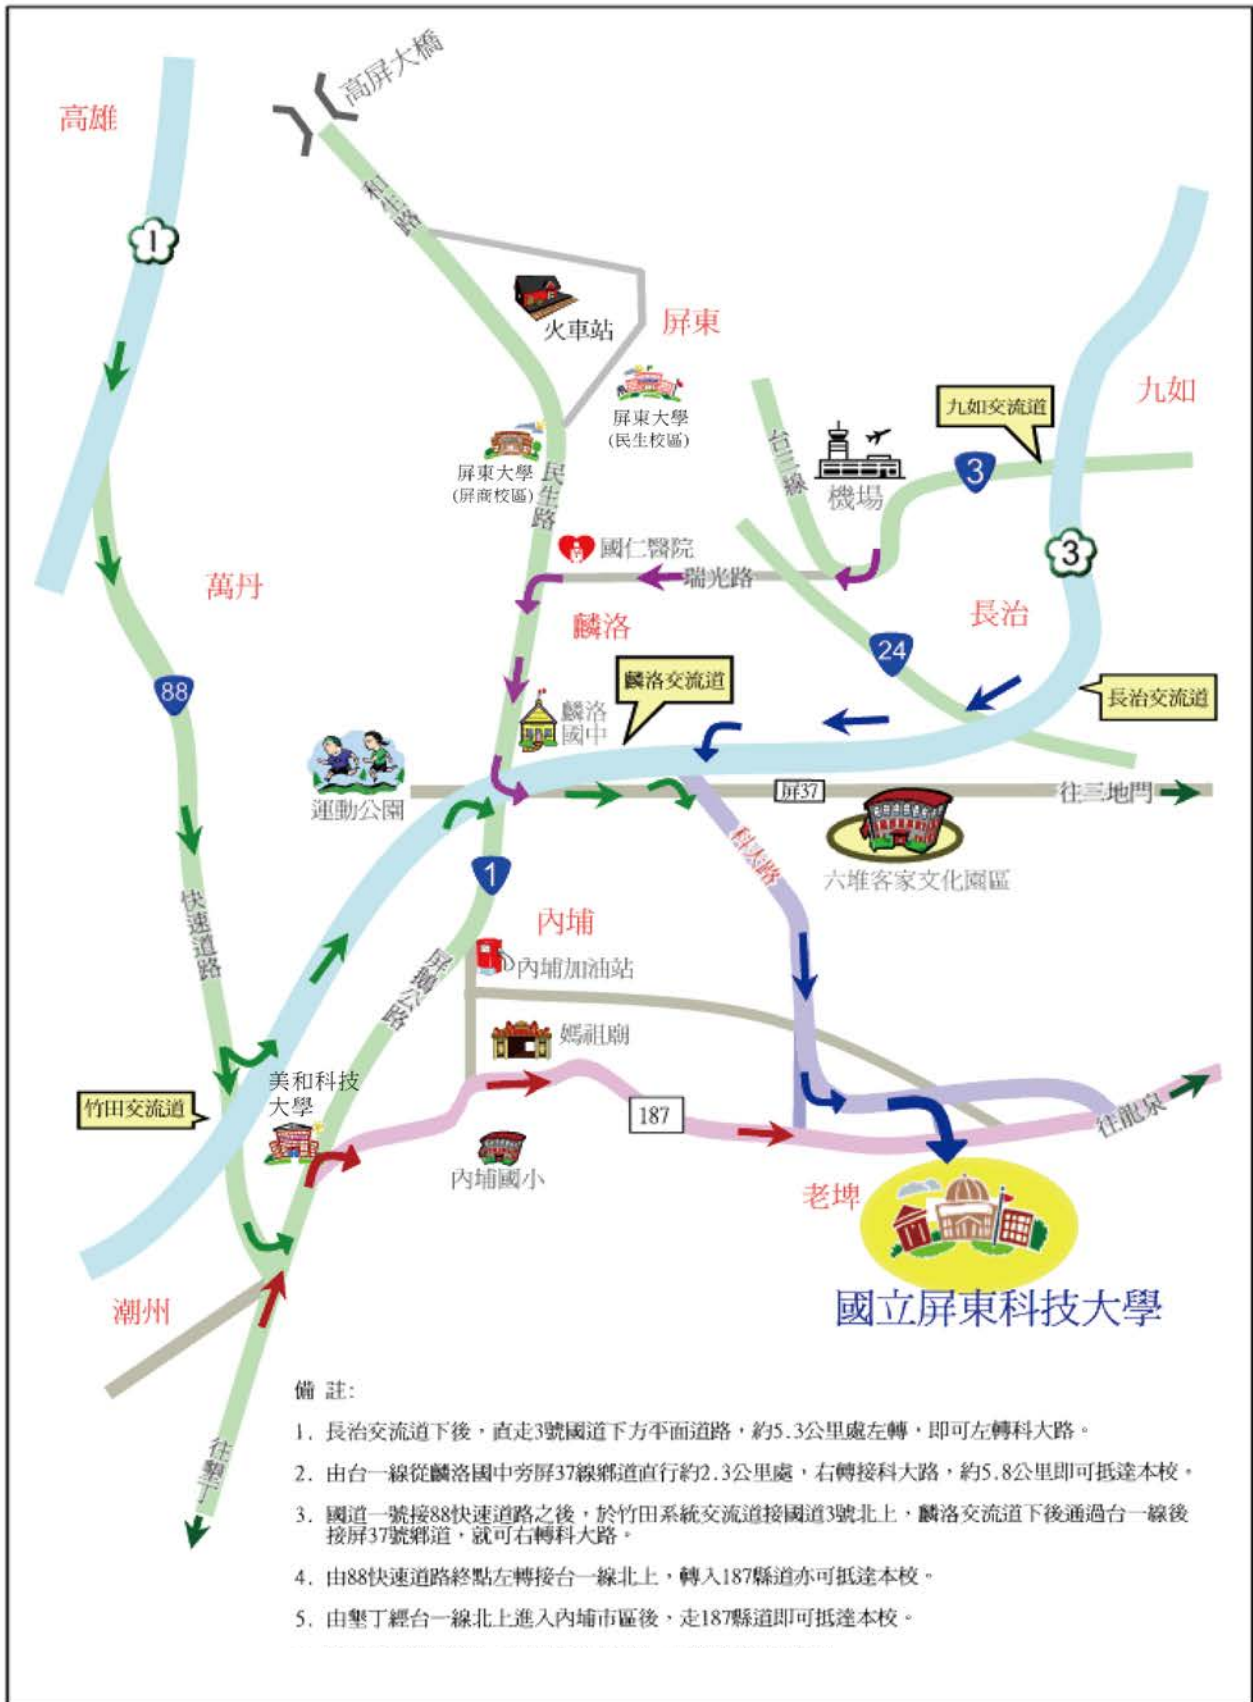 高屏大橋
高雄
和生路
1
火車站
屏東
九如
九如交流道
屏東大學
(民生校區)
台三線
機場
3
屏東大學
(屏商校區)
民生路
國仁醫院
瑞光路
3
萬丹
麟洛
長治
24
88
麟洛交流道
長治交流道
麟洛
國中
運動公園
屏37
往三地門
科大路
1
六堆客家文化園區
快速道路
內埔
屏鵝公路
內埔加油站
媽祖廟
美和科技
大學
竹田交流道
187
往龍泉
內埔國小
老埤
國立屏東科技大學
潮州
往墾丁
備 註:
1. 長治交流道下後，直走3號國道下方平面道路，約5.3公里處左轉，即可左轉科大路。
2. 由台一線從麟洛國中旁屏37線鄉道直行約2.3公里處，右轉接科大路，約5.8公里即可抵達本校。
3. 國道一號接88快速道路之後，於竹田系統交流道接國道3號北上，麟洛交流道下後通過台一線後
接屏37號鄉道，就可右轉科大路。
4. 由88快速道路終點左轉接台一線北上，轉入187縣道亦可抵達本校。
5. 由墾丁經台一線北上進入內埔市區後、走187縣道即可抵達本校。